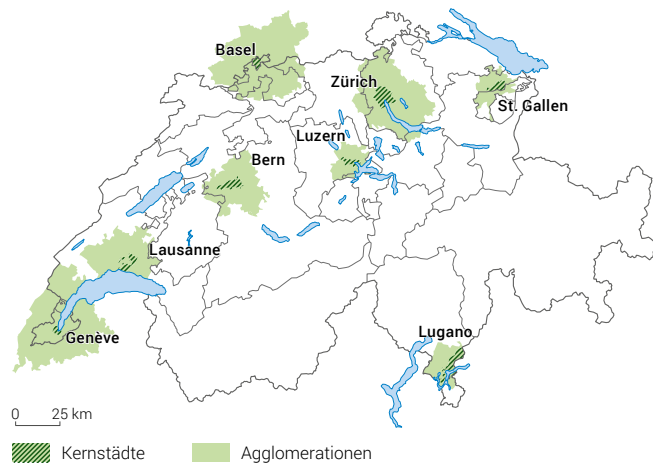 Basel
Zürich
St. Gallen
Luzern
Bern
Lausanne
Genève
Lugano
0 25 km
Kernstädte
Agglomerationen